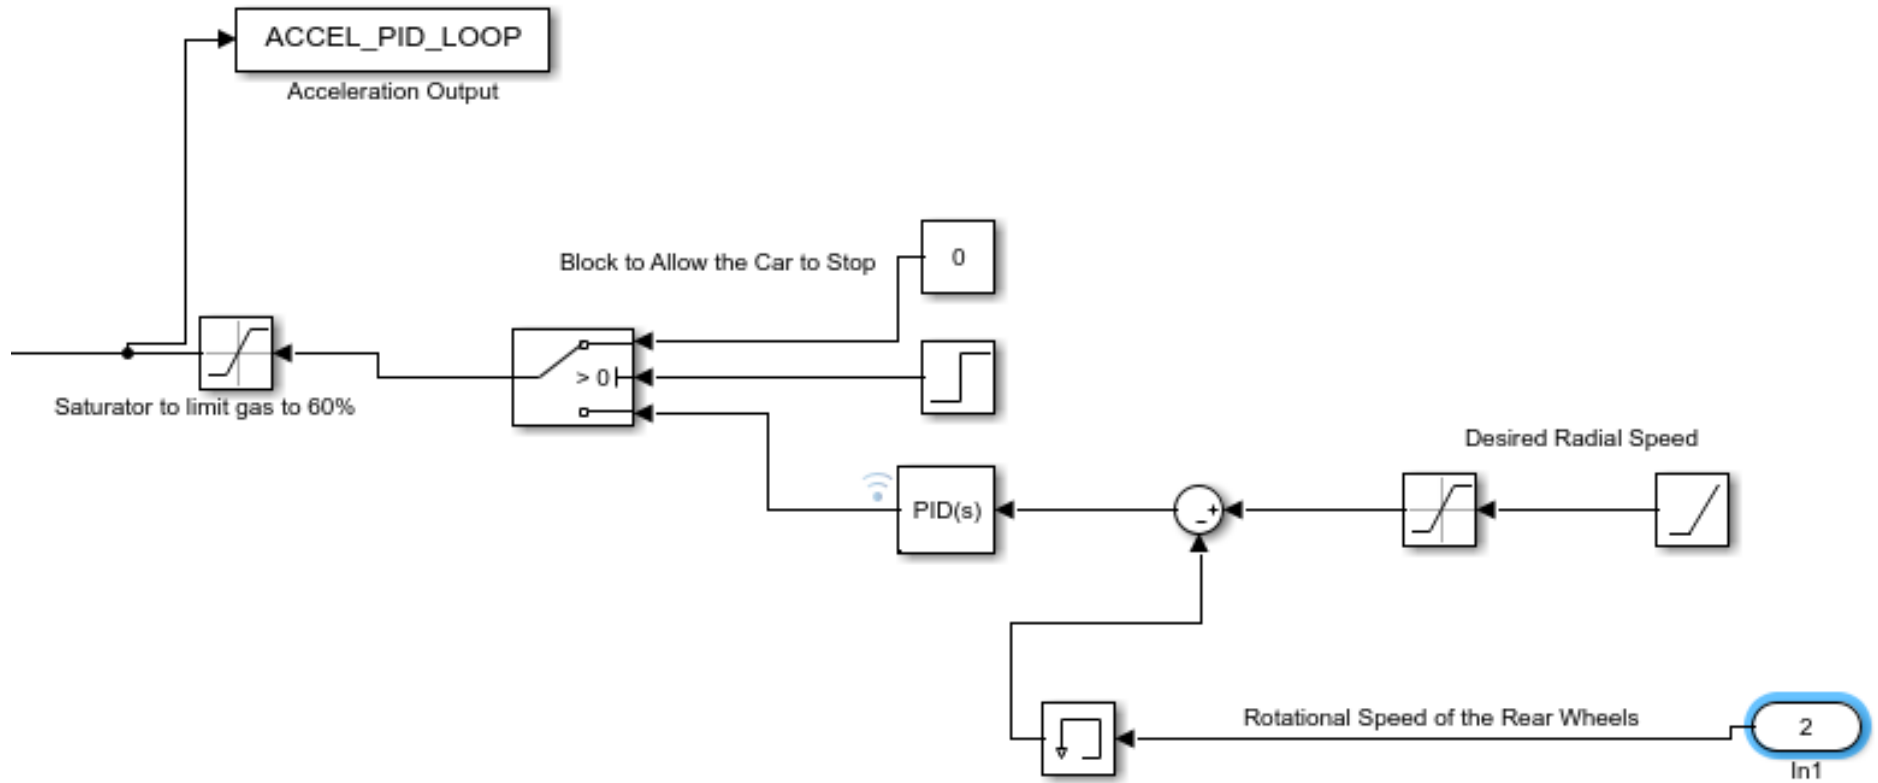 ACCEL_PID_LOOP
Acceleration Output
Block to Allow the Car to Stop
0
> 0
Saturator to limit gas to 60%
Desired Radial Speed
PID(s)
+
−
Rotational Speed of the Rear Wheels
2
In1